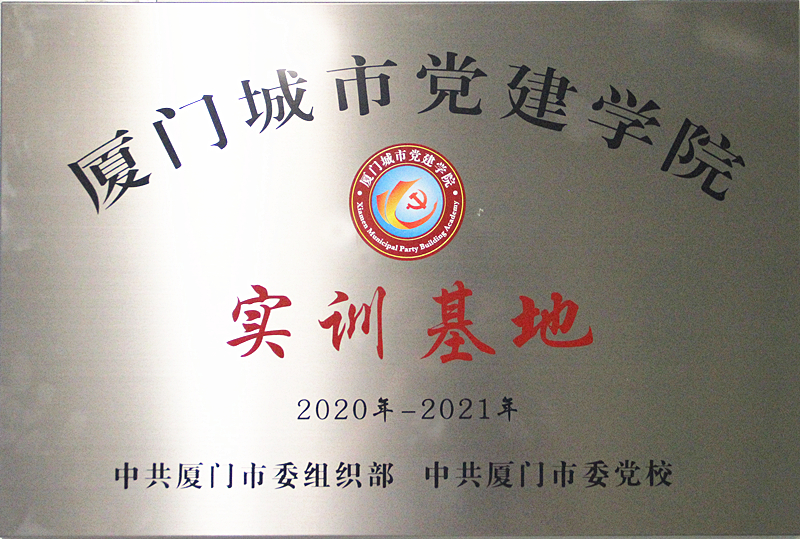 厦门城市党建学院
厦门城市党建学院
Xiamen Municipal Party Building Academy
实训基地
2020年-2021年
中共厦门市委组织部 中共厦门市委党校